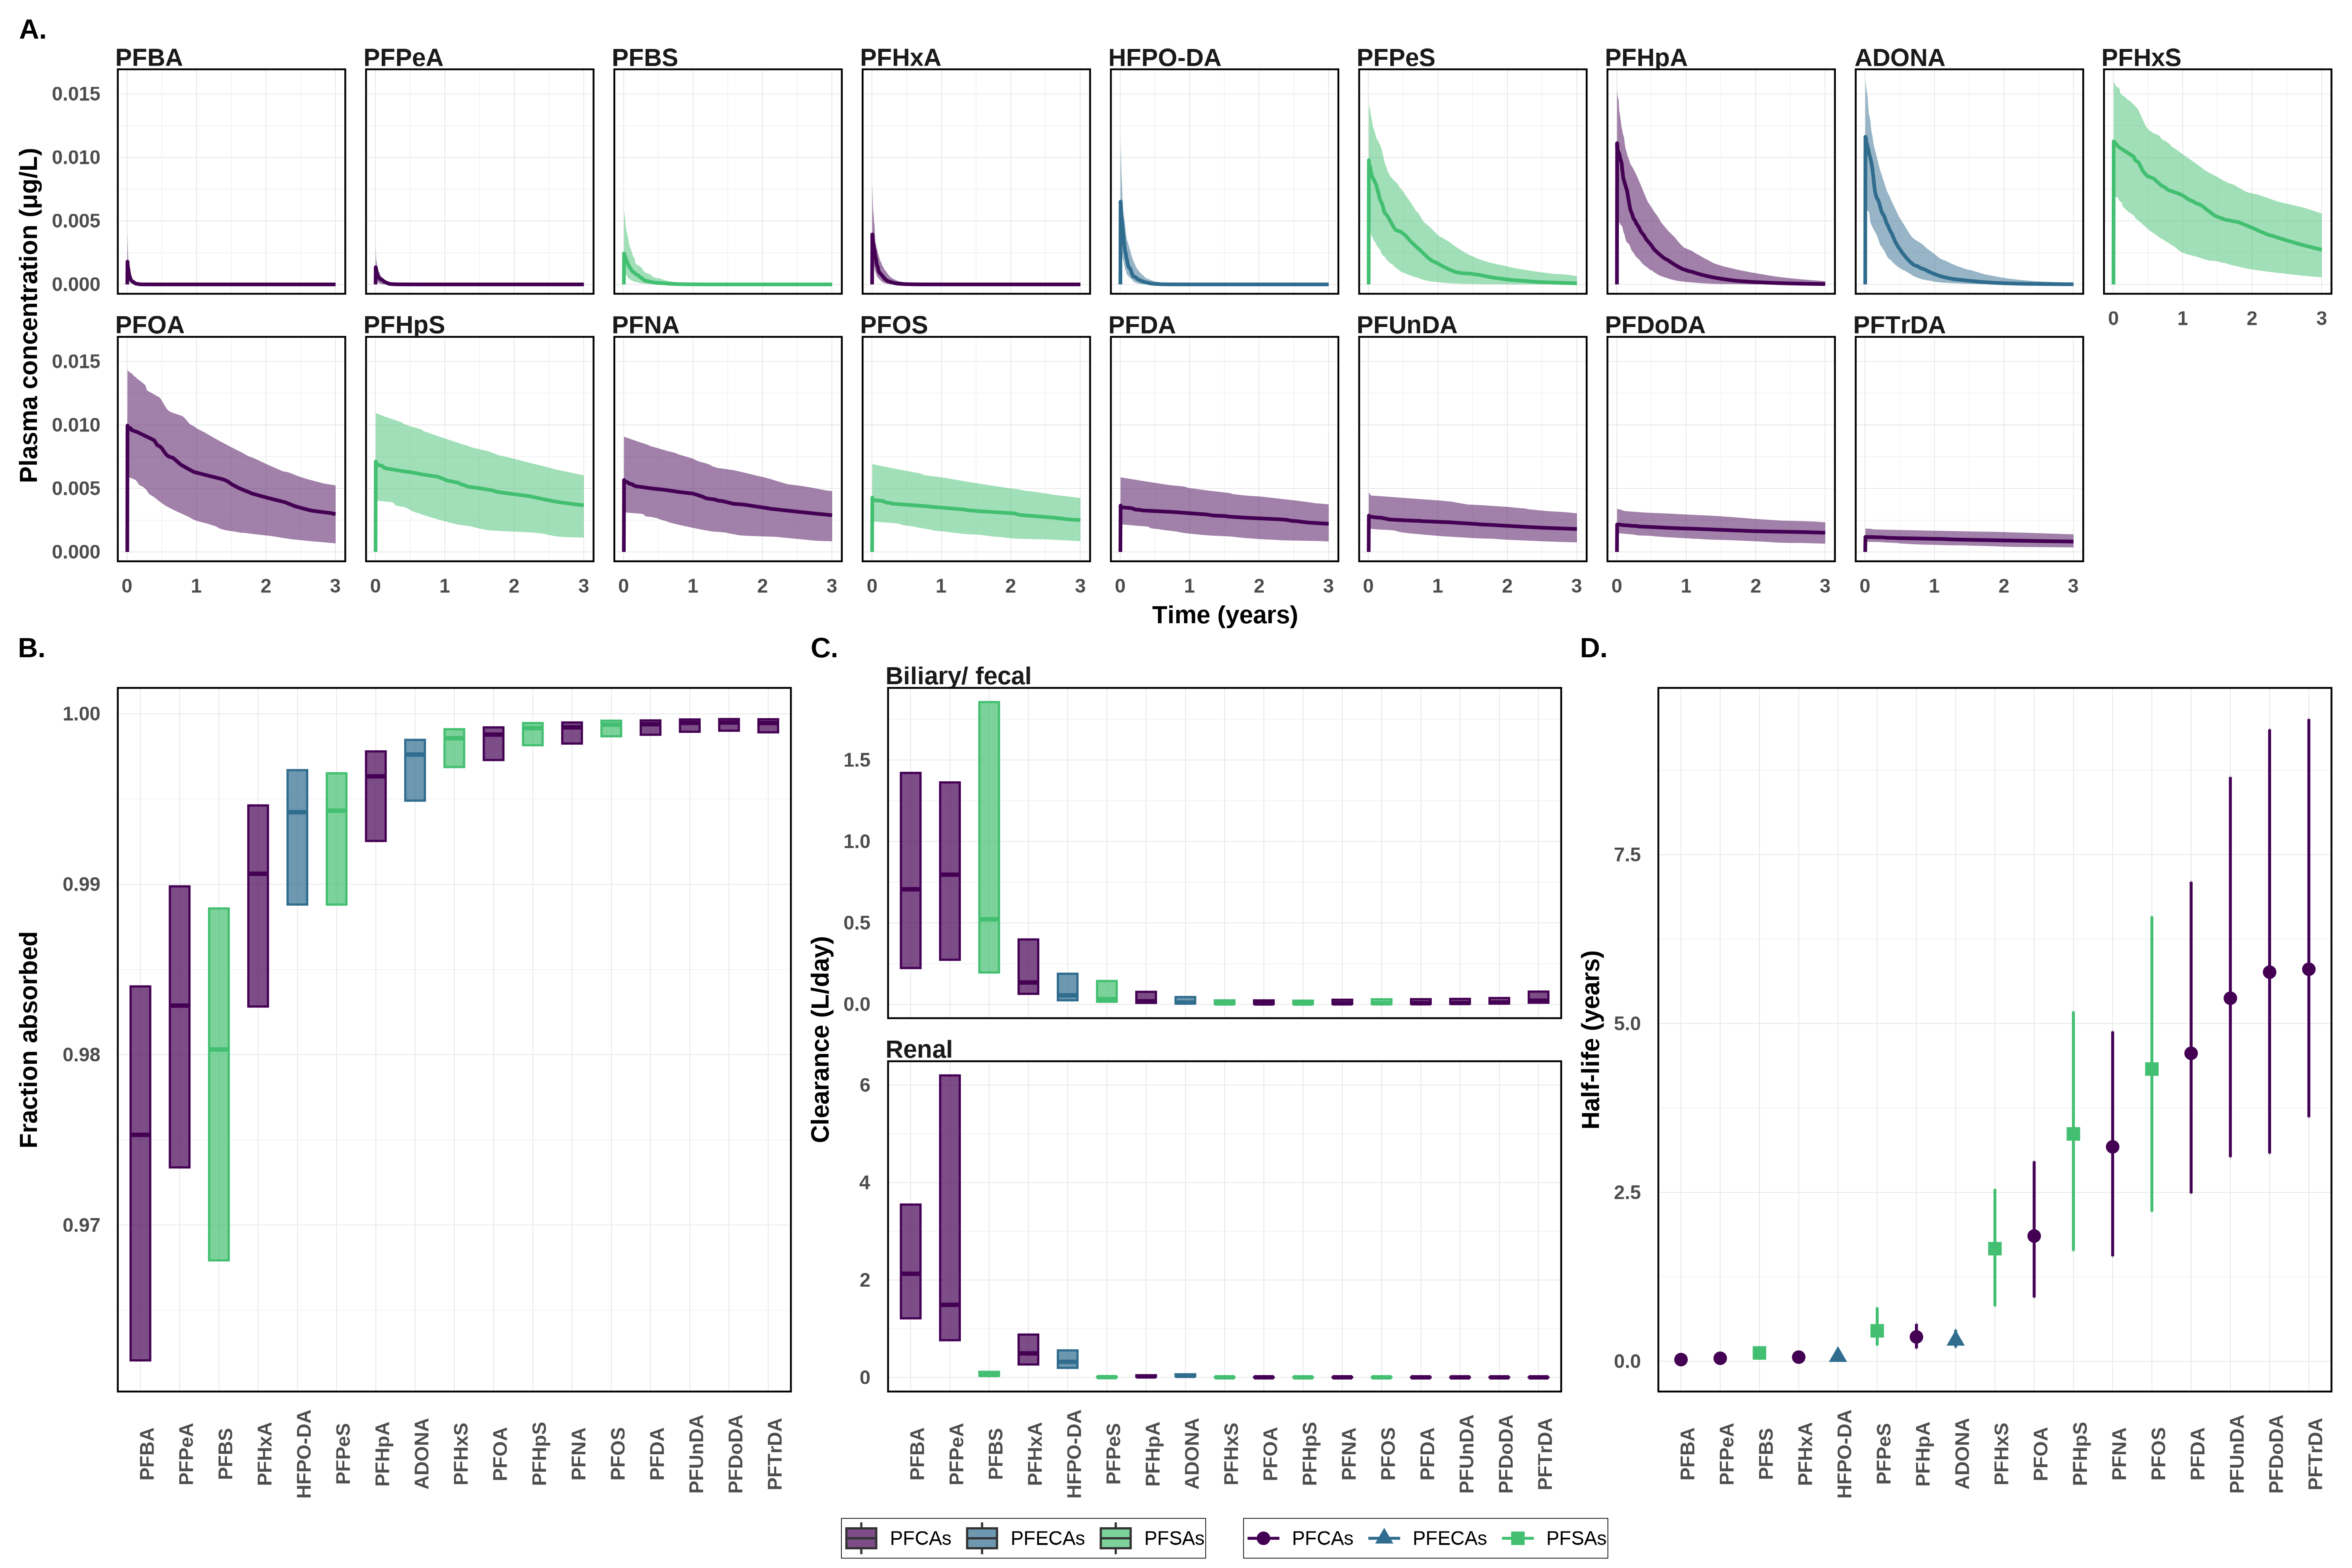 A.
PFBA PFPeA PFBS PFHxA HFPO-DA PFPeS PFHpA ADONA PFHxS
0.015
0.010
0.005
0.000
0 1 2 3
Plasma concentration (µg/L)
PFOA PFHpS PFNA PFOS PFDA PFUnDA PFDoDA PFTrDA
0.015
0.010
0.005
0.000
0 1 2 3 0 1 2 3 0 1 2 3 0 1 2 3 0 1 2 3 0 1 2 3 0 1 2 3 0 1 2 3
Time (years)
B.
Fraction absorbed
1.00
0.99
0.98
0.97
PFBA PFPeA PFBS PFHxA HFPO-DA PFPeS PFHpA ADONA PFHxS PFOA PFHpS PFNA PFOS PFDA PFUnDA PFDoDA PFTrDA
C.
Clearance (L/day)
Biliary/ fecal
1.5
1.0
0.5
0.0
Renal
6
4
2
0
PFBA PFPeA PFBS PFHxA HFPO-DA PFPeS PFHpA ADONA PFHxS PFOA PFHpS PFNA PFOS PFDA PFUnDA PFDoDA PFTrDA
D.
Half-life (years)
7.5
5.0
2.5
0.0
PFBA PFPeA PFBS PFHxA HFPO-DA PFPeS PFHpA ADONA PFHxS PFOA PFHpS PFNA PFOS PFDA PFUnDA PFDoDA PFTrDA
PFCAs PFECAs PFSAs
PFCAs PFECAs PFSAs